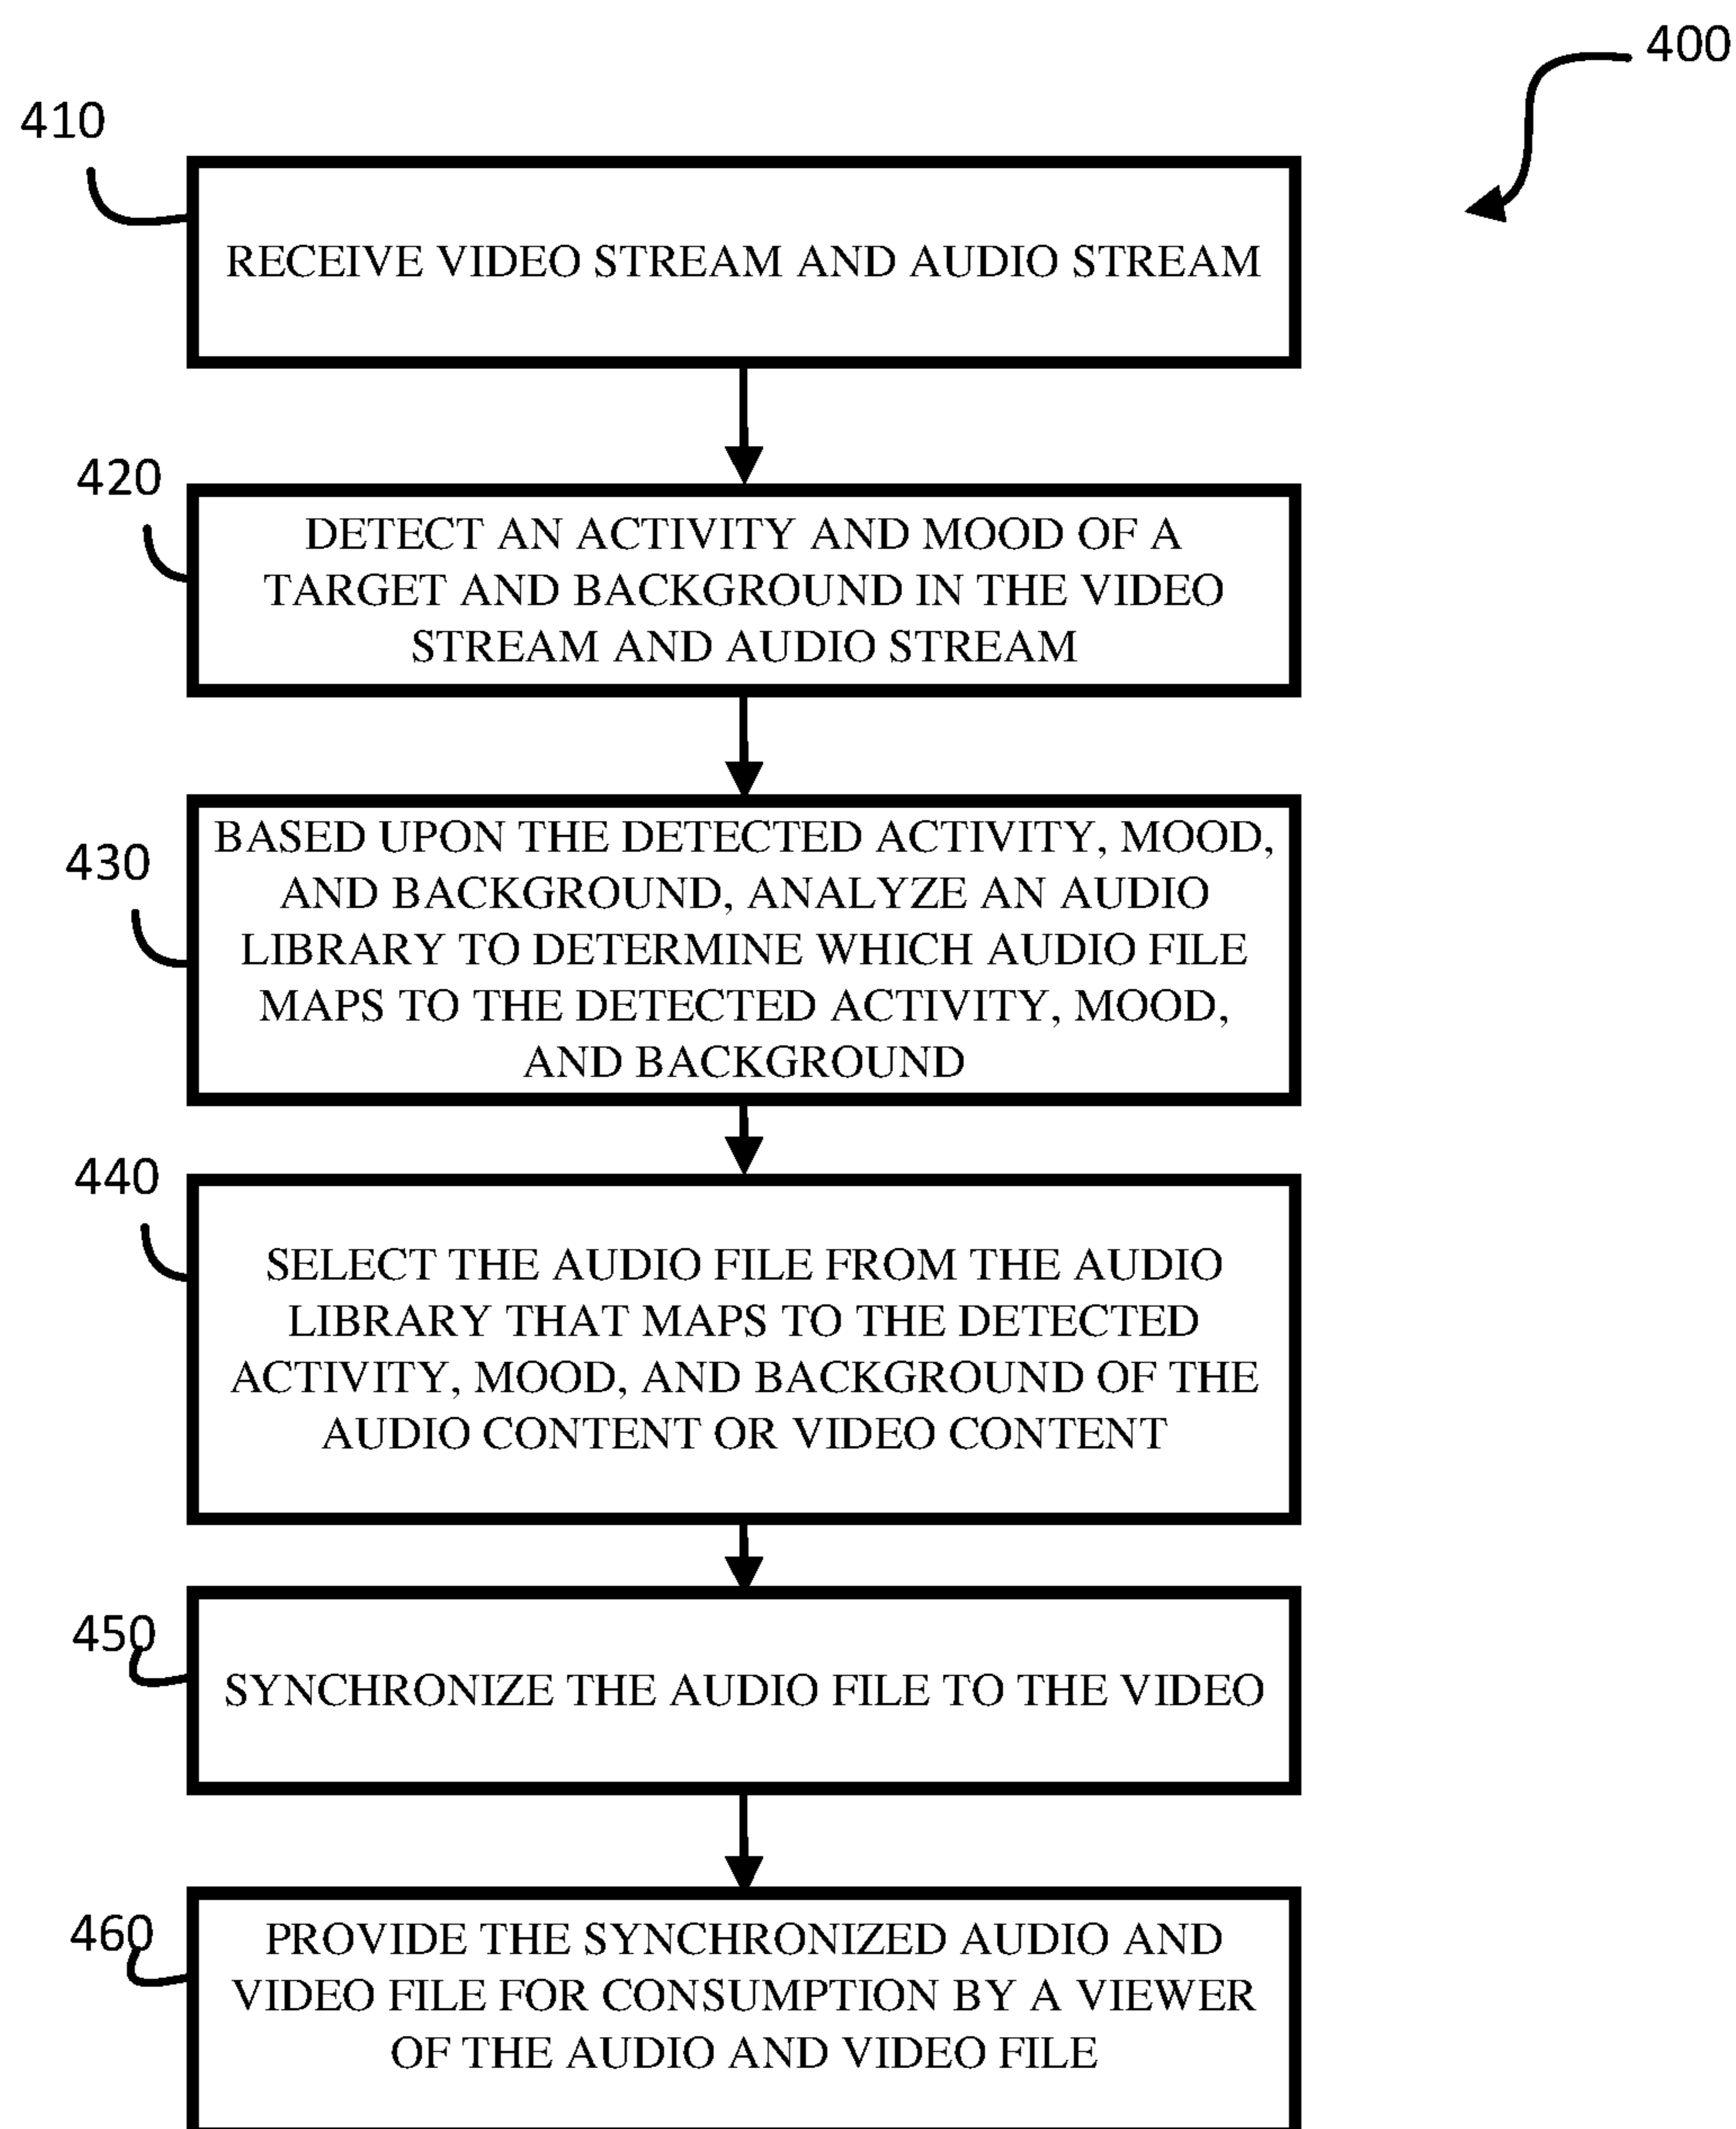 400
410
RECEIVE VIDEO STREAM AND AUDIO STREAM
420
DETECT AN ACTIVITY AND MOOD OF A
TARGET AND BACKGROUND IN THE VIDEO
STREAM AND AUDIO STREAM
430
BASED UPON THE DETECTED ACTIVITY, MOOD,
AND BACKGROUND, ANALYZE AN AUDIO
LIBRARY TO DETERMINE WHICH AUDIO FILE
MAPS TO THE DETECTED ACTIVITY, MOOD,
AND BACKGROUND
440
SELECT THE AUDIO FILE FROM THE AUDIO
LIBRARY THAT MAPS TO THE DETECTED
ACTIVITY, MOOD, AND BACKGROUND OF THE
AUDIO CONTENT OR VIDEO CONTENT
450
SYNCHRONIZE THE AUDIO FILE TO THE VIDEO
460
PROVIDE THE SYNCHRONIZED AUDIO AND
VIDEO FILE FOR CONSUMPTION BY A VIEWER
OF THE AUDIO AND VIDEO FILE